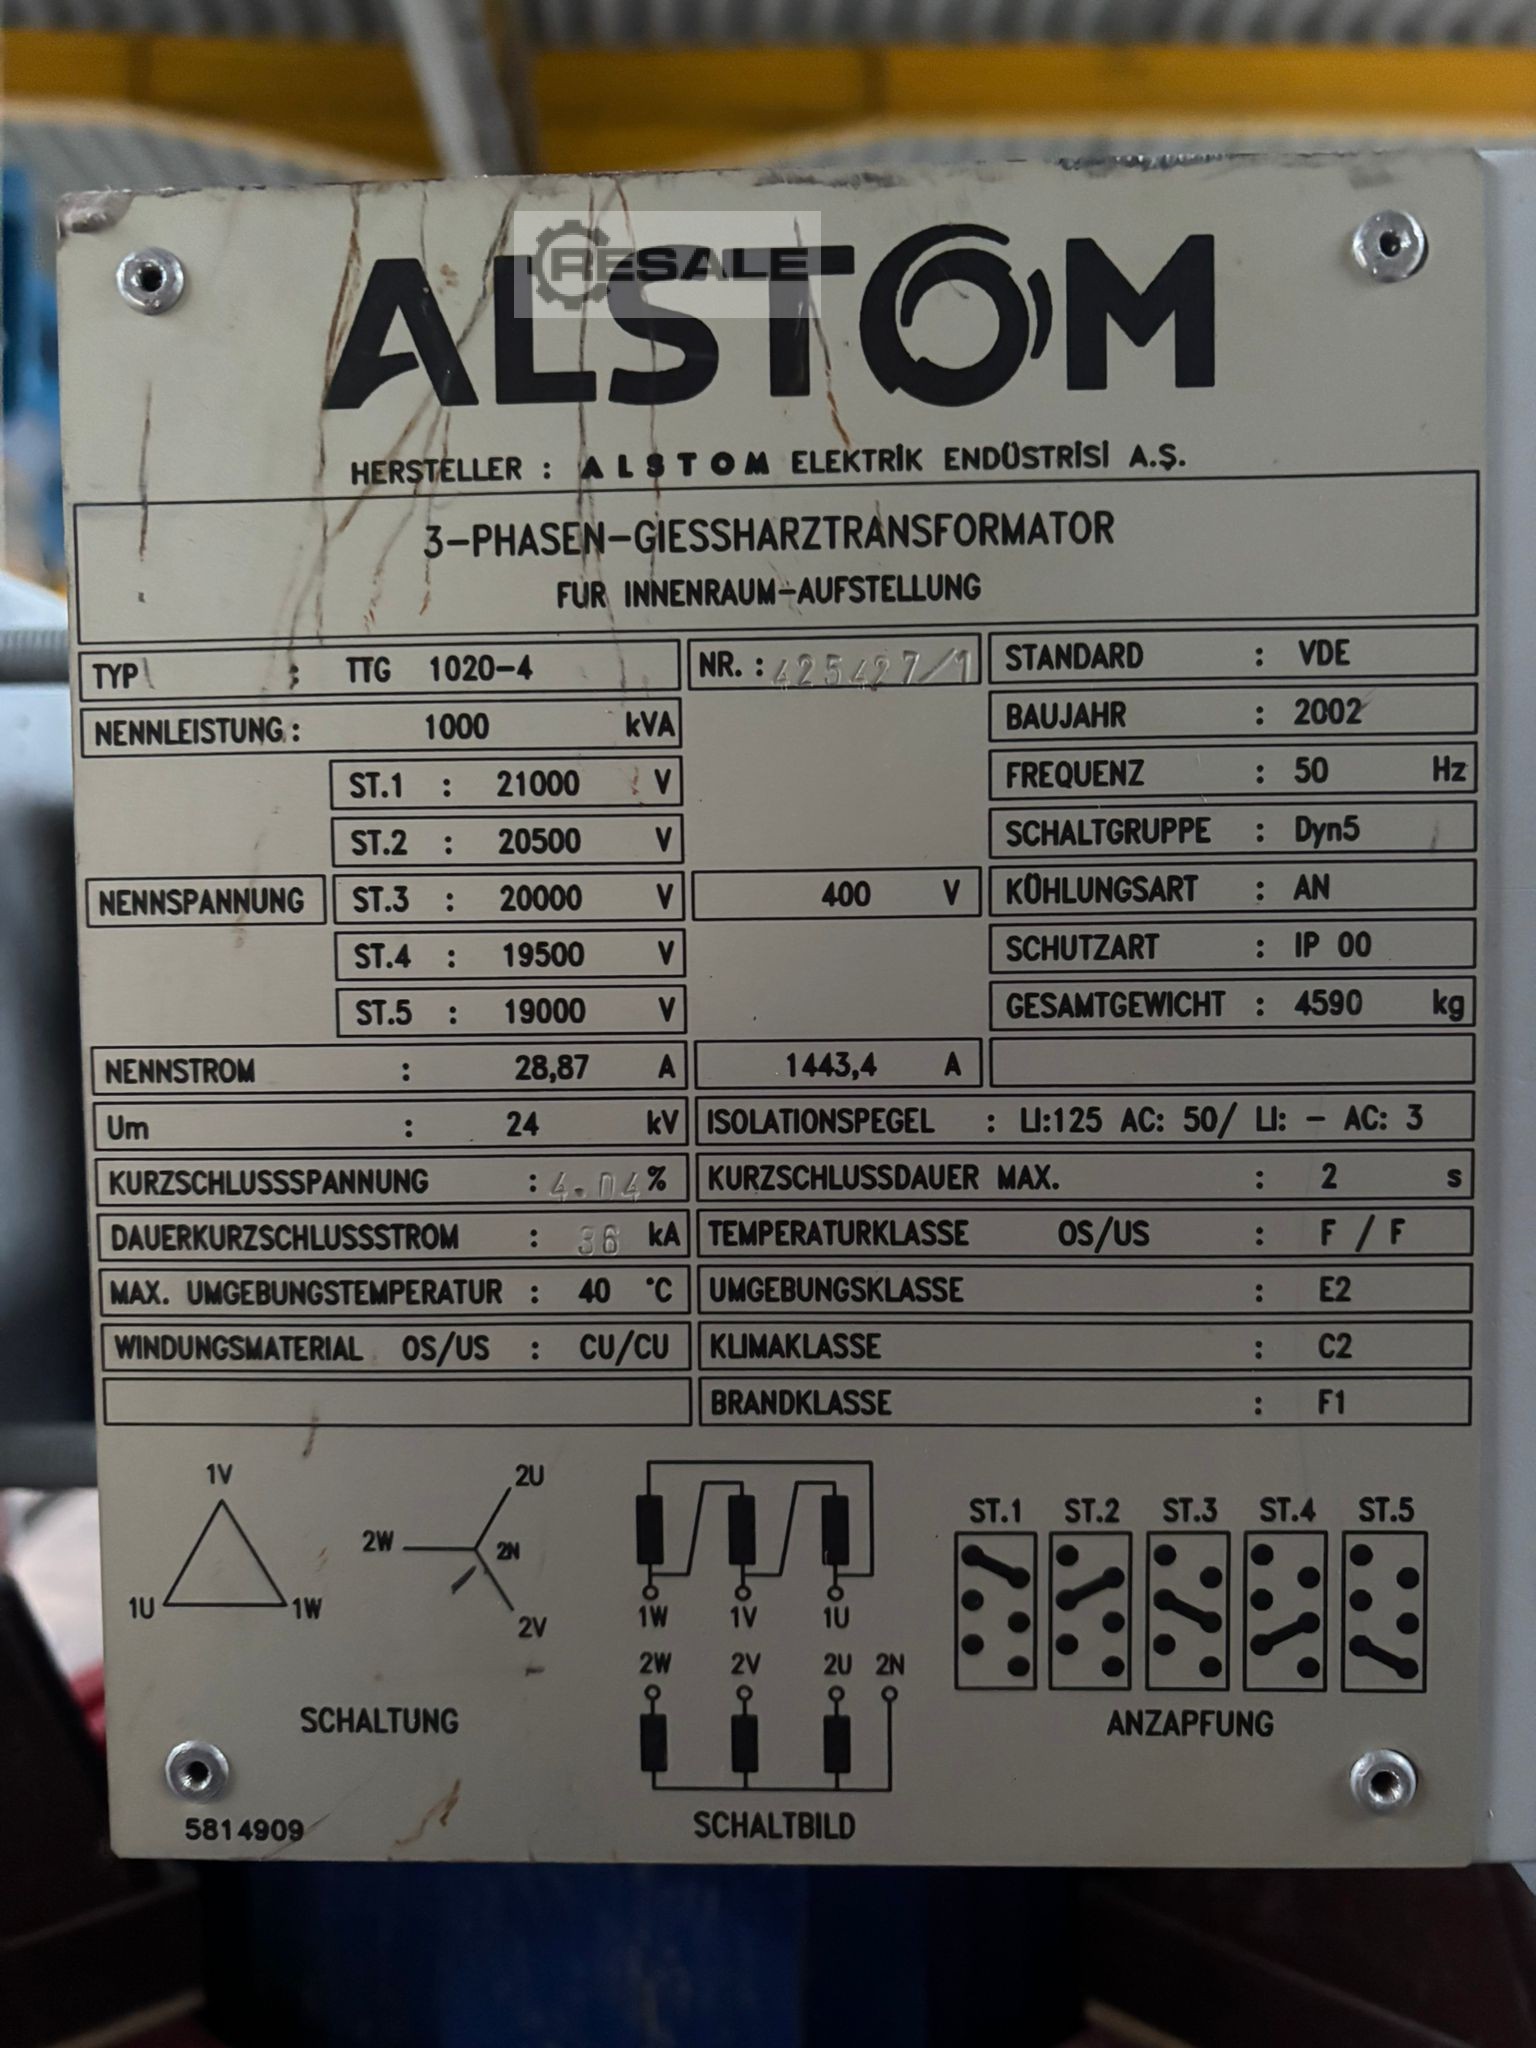 RESALE
ALSTOM
HERSTELLER : ALSTOM ELEKTRİK ENDÜSTRİSİ A.Ş.
3-PHASEN-GIESSHARZTRANSFORMATOR
FUR INNENRAUM-AUFSTELLUNG
TYP : TTG 1020-4 NR. : 425427/1 STANDARD : VDE
NENNLEISTUNG : 1000 kVA BAUJAHR : 2002
ST.1 : 21000 V FREQUENZ : 50 Hz
ST.2 : 20500 V SCHALTGRUPPE : Dyn5
NENNSPANNUNG ST.3 : 20000 V 400 V KÜHLUNGSART : AN
ST.4 : 19500 V SCHUTZART : IP 00
ST.5 : 19000 V GESAMTGEWICHT : 4590 kg
NENNSTROM : 28,87 A 1443,4 A
Um : 24 kV ISOLATIONSPEGEL : LI:125 AC: 50/ LI: - AC: 3
KURZSCHLUSSSPANNUNG : 4.04 % KURZSCHLUSSDAUER MAX. : 2 s
DAUERKURZSCHLUSSSTROM : 36 kA TEMPERATURKLASSE OS/US : F / F
MAX. UMGEBUNGSTEMPERATUR : 40 °C UMGEBUNGSKLASSE : E2
WINDUNGSMATERIAL OS/US : CU/CU KLIMAKLASSE : C2
BRANDKLASSE : F1
1V
1U 1W
2U
2W 2N
2V
SCHALTUNG
1W 1V 1U
2W 2V 2U 2N
SCHALTBILD
ST.1 ST.2 ST.3 ST.4 ST.5
ANZAPFUNG
5814909